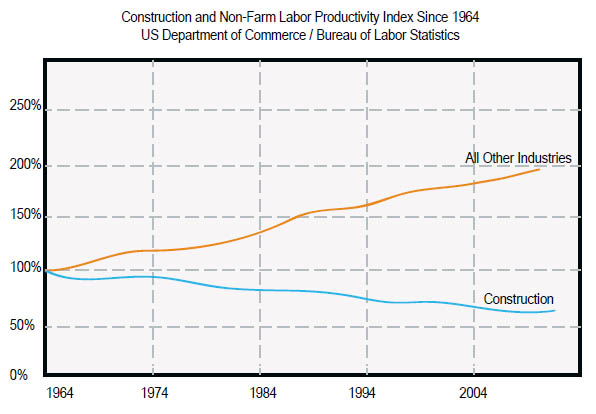 Construction and Non-Farm Labor Productivity Index Since 1964
US Department of Commerce / Bureau of Labor Statistics
250%
200%
All Other Industries
150%
100%
Construction
50%
0%
1964 1974 1984 1994 2004